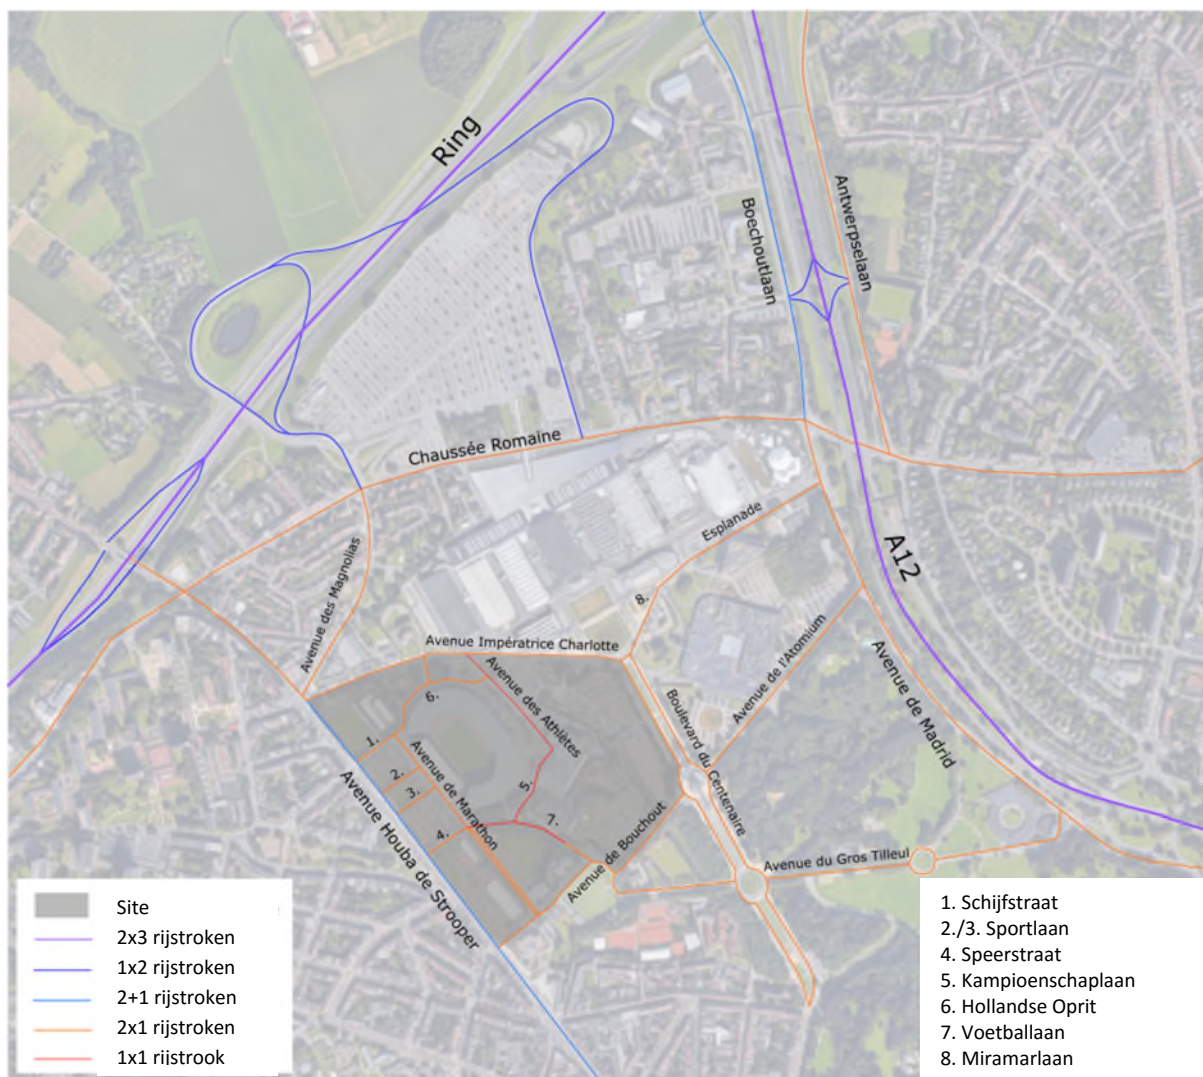 Ring
Antwerpselaan
Boechoutlaan
Chaussée Romaine
Esplanade
A12
Avenue des Magnolias
8.
Avenue Impératrice Charlotte
Avenue de l'Atomium
Avenue de Madrid
Avenue des Athlètes
6.
Boulevard du Centenaire
1.
2.
3.
Avenue de Marathon
5.
7.
4.
Avenue Houba de Strooper
Avenue de Bouchout
Avenue du Gros Tilleul
Site
2x3 rijstroken
1x2 rijstroken
2+1 rijstroken
2x1 rijstroken
1x1 rijstrook
1. Schijfstraat
2./3. Sportlaan
4. Speerstraat
5. Kampioenschaplaan
6. Hollandse Oprit
7. Voetballaan
8. Miramarlaan